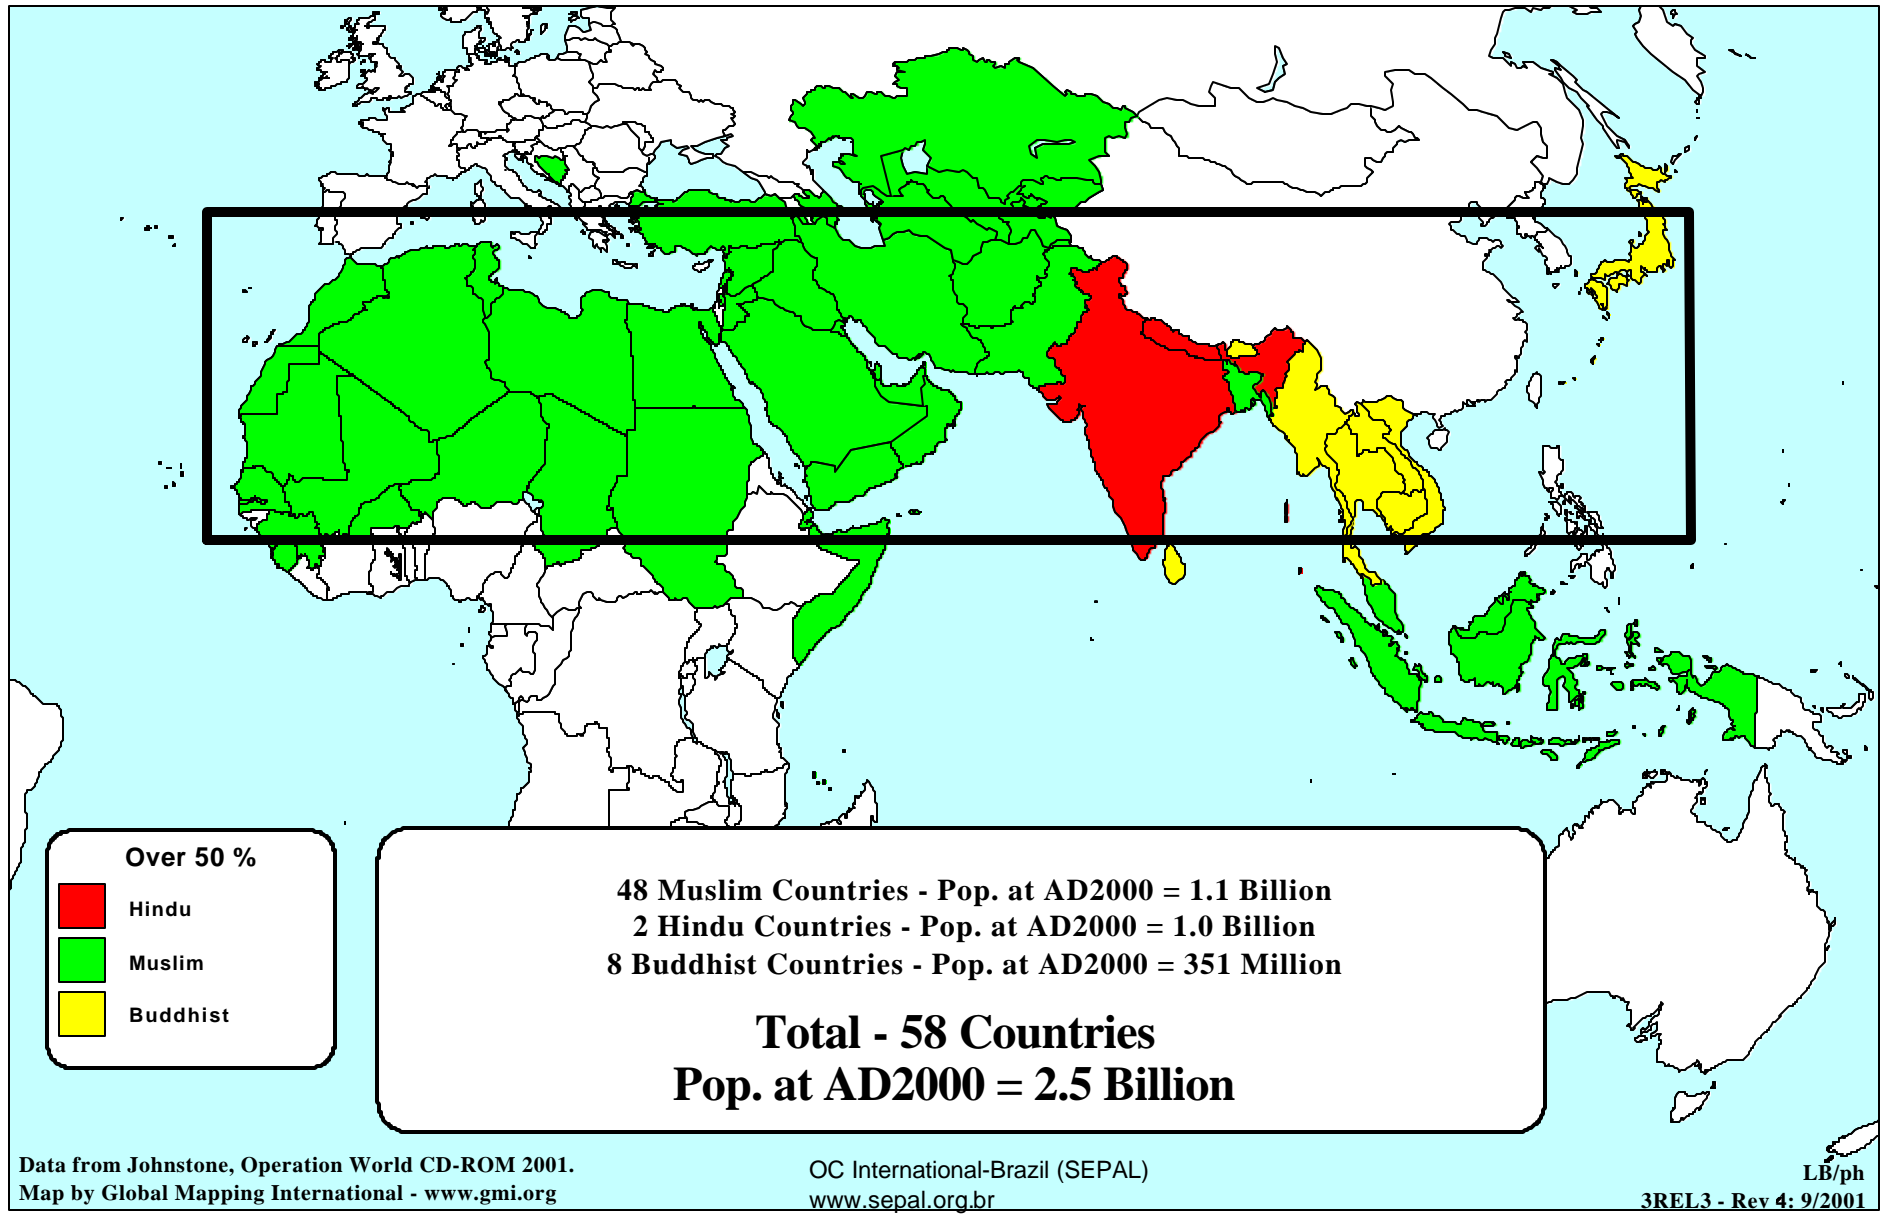 Over 50 %
Hindu
Muslim
Buddhist
48 Muslim Countries - Pop. at AD2000 = 1.1 Billion
2 Hindu Countries - Pop. at AD2000 = 1.0 Billion
8 Buddhist Countries - Pop. at AD2000 = 351 Million
Total - 58 Countries
Pop. at AD2000 = 2.5 Billion
Data from Johnstone, Operation World CD-ROM 2001.
Map by Global Mapping International - www.gmi.org
OC International-Brazil (SEPAL)
www.sepal.org.br
LB/ph
3REL3 - Rev 4: 9/2001